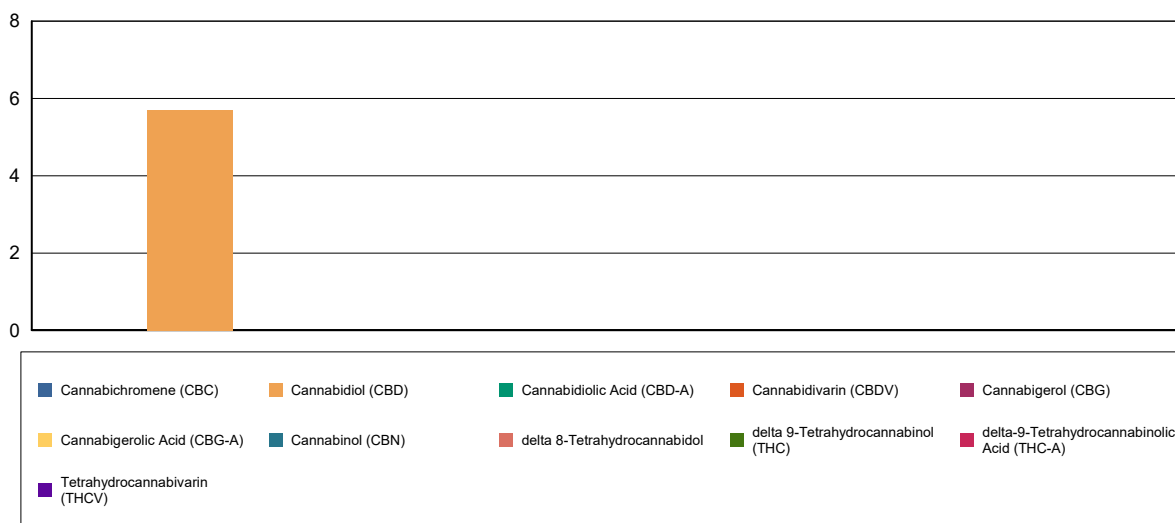 8
6
4
2
0
Cannabichromene (CBC)
Cannabidiol (CBD)
Cannabidiolic Acid (CBD-A)
Cannabidivarin (CBDV)
Cannabigerol (CBG)
Cannabigerolic Acid (CBG-A)
Cannabinol (CBN)
delta 8-Tetrahydrocannabidol
delta 9-Tetrahydrocannabinol
(THC)
delta-9-Tetrahydrocannabinolic
Acid (THC-A)
Tetrahydrocannabivarin
(THCV)